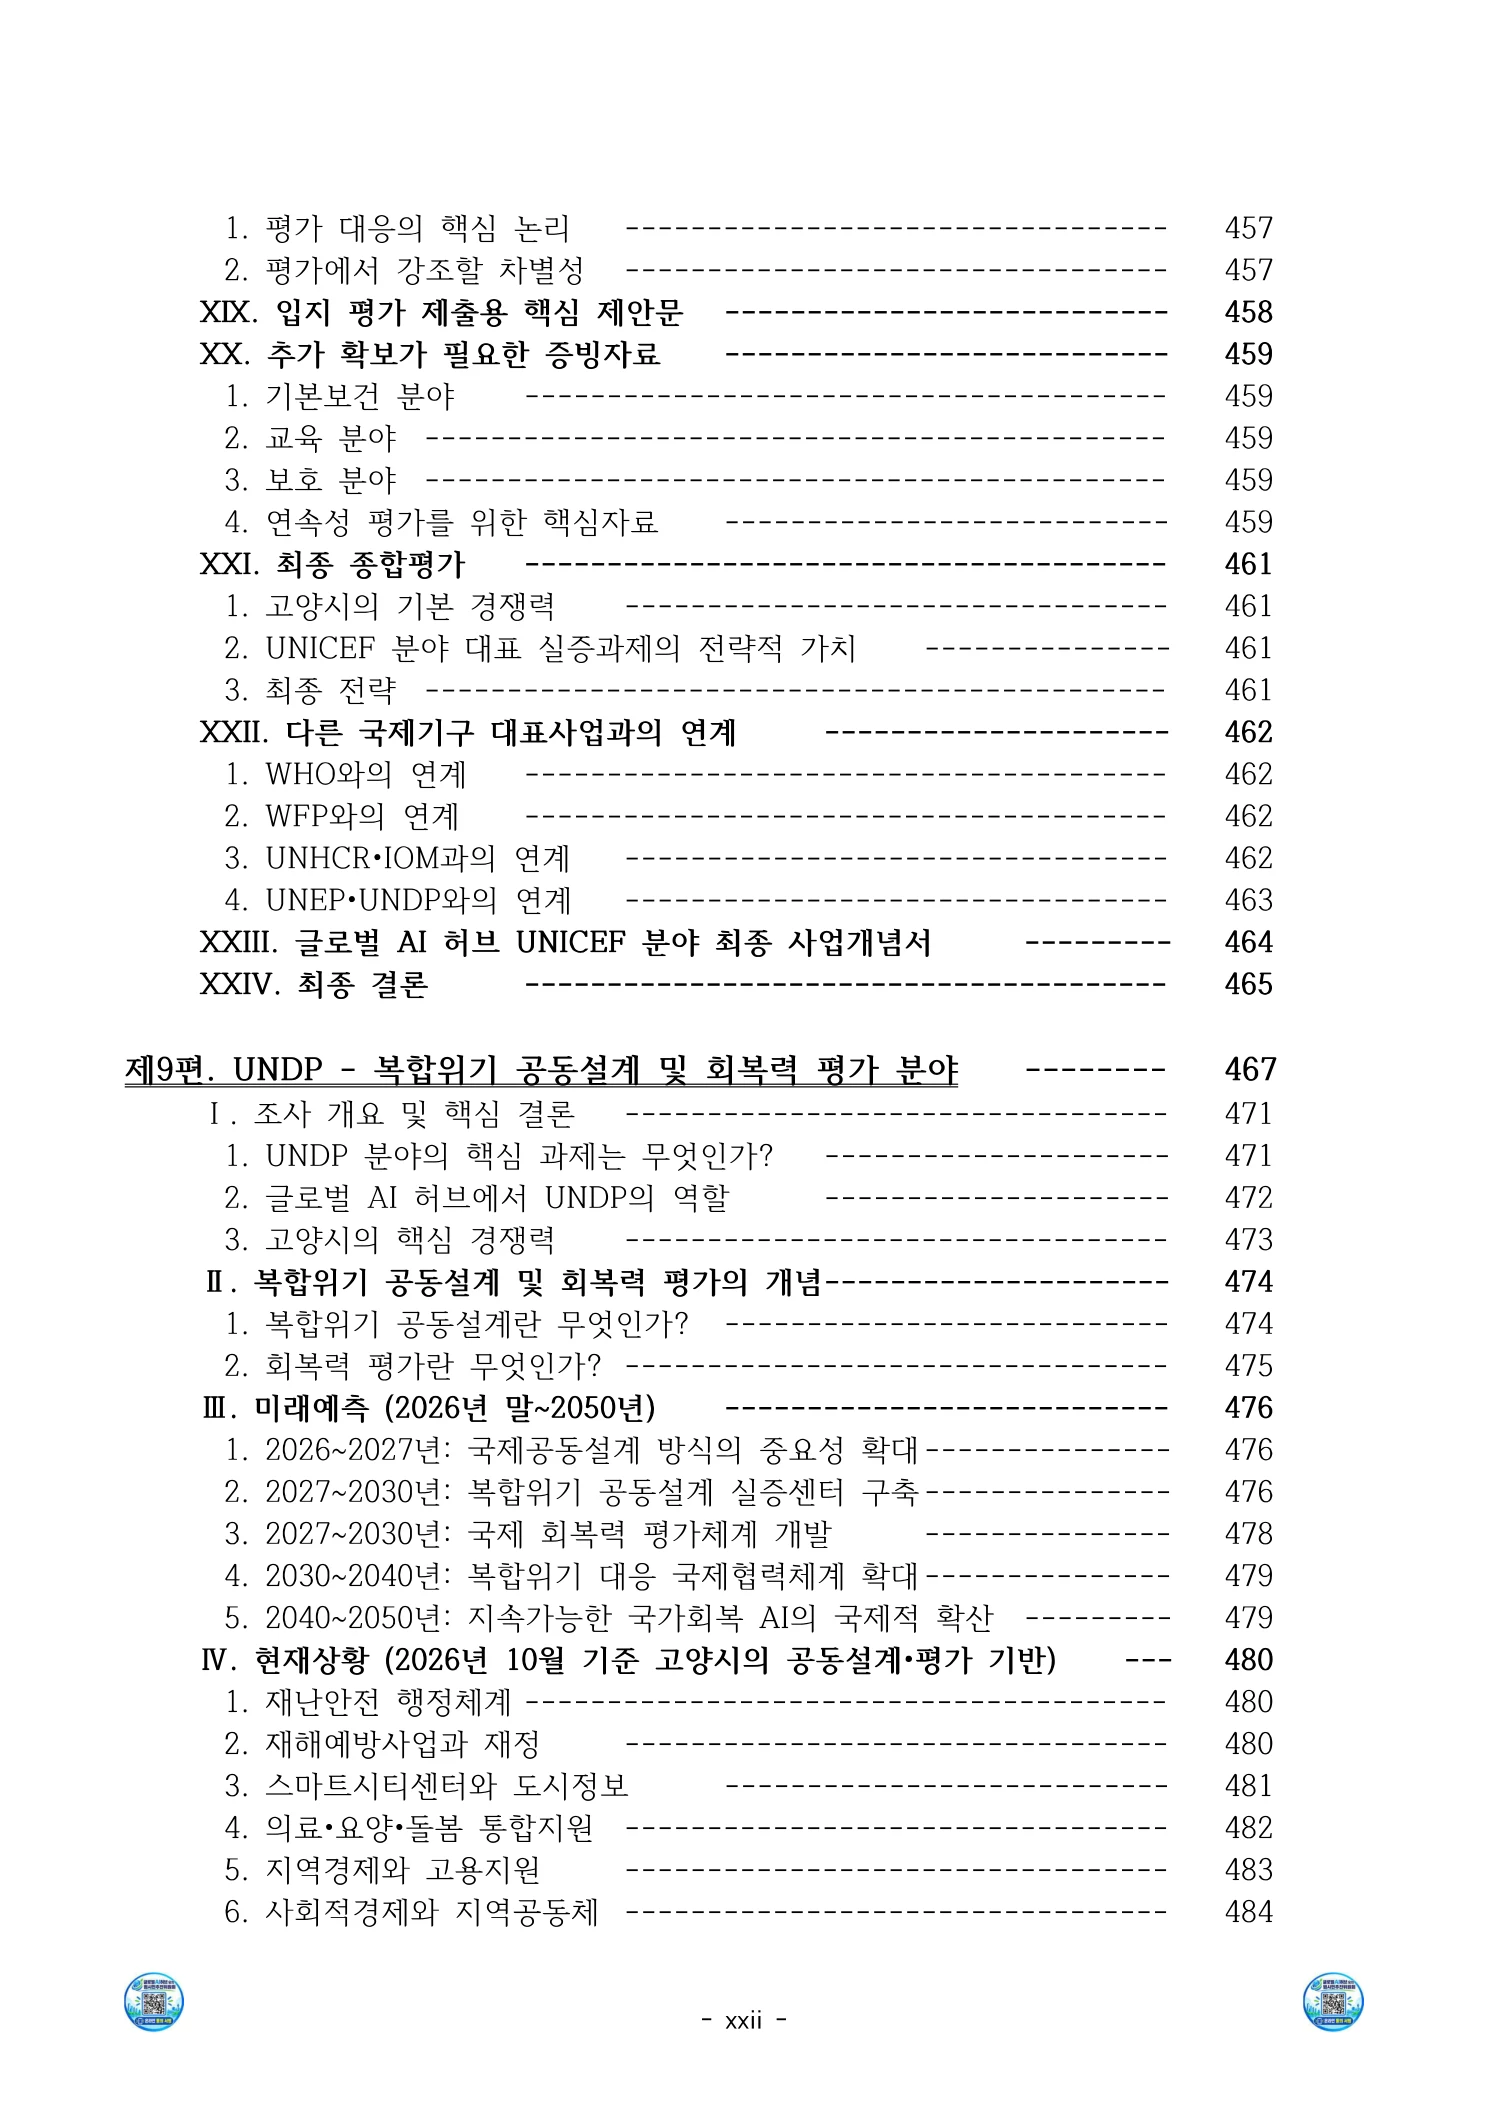 1. 평가 대응의 핵심 논리 --------------------------------- 457
2. 평가에서 강조할 차별성 --------------------------------- 457
XIX. 입지 평가 제출용 핵심 제안문 --------------------------- 458
XX. 추가 확보가 필요한 증빙자료 --------------------------- 459
1. 기본보건 분야 --------------------------------------- 459
2. 교육 분야 --------------------------------------------- 459
3. 보호 분야 --------------------------------------------- 459
4. 연속성 평가를 위한 핵심자료 --------------------------- 459
XXI. 최종 종합평가 --------------------------------------- 461
1. 고양시의 기본 경쟁력 --------------------------------- 461
2. UNICEF 분야 대표 실증과제의 전략적 가치 --------------- 461
3. 최종 전략 --------------------------------------------- 461
XXII. 다른 국제기구 대표사업과의 연계 --------------------- 462
1. WHO와의 연계 --------------------------------------- 462
2. WFP와의 연계 --------------------------------------- 462
3. UNHCR•IOM과의 연계 --------------------------------- 462
4. UNEP•UNDP와의 연계 --------------------------------- 463
XXIII. 글로벌 AI 허브 UNICEF 분야 최종 사업개념서 --------- 464
XXIV. 최종 결론 --------------------------------------- 465
제9편. UNDP - 복합위기 공동설계 및 회복력 평가 분야 -------- 467
Ⅰ. 조사 개요 및 핵심 결론 --------------------------------- 471
1. UNDP 분야의 핵심 과제는 무엇인가? --------------------- 471
2. 글로벌 AI 허브에서 UNDP의 역할 --------------------- 472
3. 고양시의 핵심 경쟁력 --------------------------------- 473
Ⅱ. 복합위기 공동설계 및 회복력 평가의 개념--------------------- 474
1. 복합위기 공동설계란 무엇인가? --------------------------- 474
2. 회복력 평가란 무엇인가? --------------------------------- 475
Ⅲ. 미래예측 (2026년 말~2050년) --------------------------- 476
1. 2026~2027년: 국제공동설계 방식의 중요성 확대--------------- 476
2. 2027~2030년: 복합위기 공동설계 실증센터 구축--------------- 476
3. 2027~2030년: 국제 회복력 평가체계 개발 --------------- 478
4. 2030~2040년: 복합위기 대응 국제협력체계 확대--------------- 479
5. 2040~2050년: 지속가능한 국가회복 AI의 국제적 확산 --------- 479
Ⅳ. 현재상황 (2026년 10월 기준 고양시의 공동설계•평가 기반) --- 480
1. 재난안전 행정체계 --------------------------------------- 480
2. 재해예방사업과 재정 --------------------------------- 480
3. 스마트시티센터와 도시정보 --------------------------- 481
4. 의료•요양•돌봄 통합지원 --------------------------------- 482
5. 지역경제와 고용지원 --------------------------------- 483
6. 사회적경제와 지역공동체 --------------------------------- 484
- xxii -